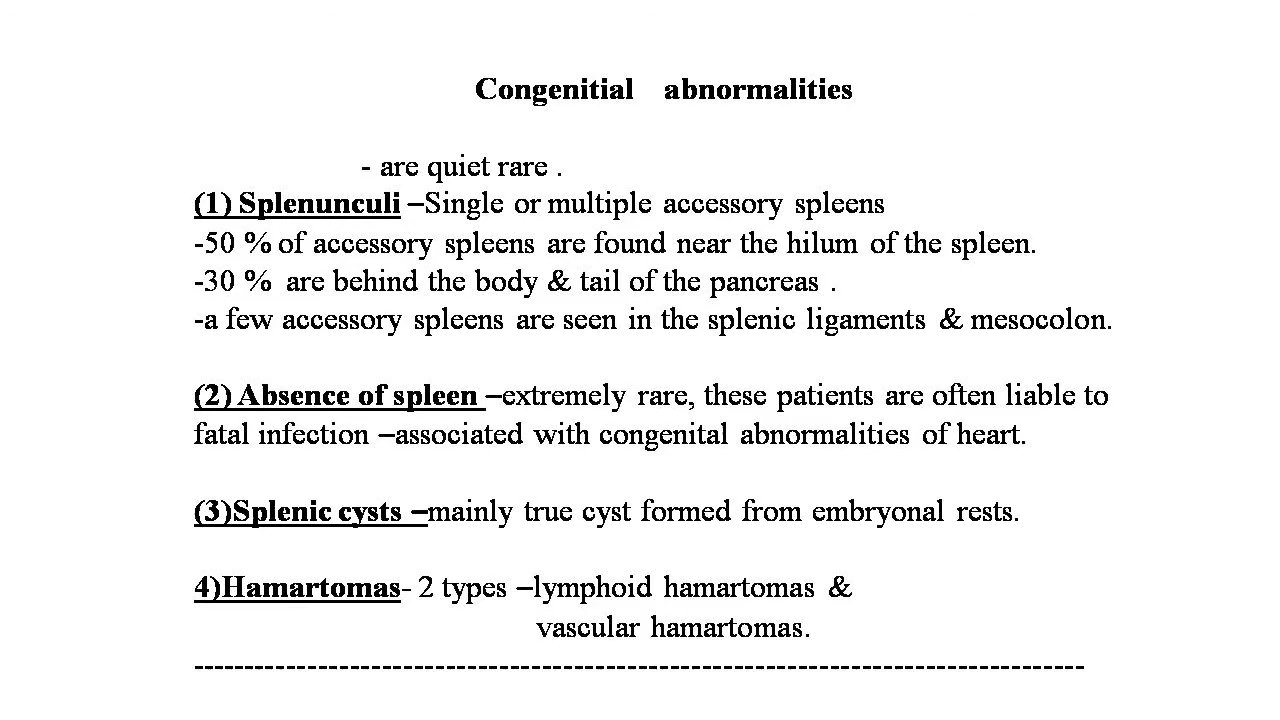 Congenitial abnormalities
- are quiet rare .
(1) Splenunculi –Single or multiple accessory spleens
-50 % of accessory spleens are found near the hilum of the spleen.
-30 % are behind the body & tail of the pancreas .
-a few accessory spleens are seen in the splenic ligaments & mesocolon.
(2) Absence of spleen –extremely rare, these patients are often liable to
fatal infection –associated with congenital abnormalities of heart.
(3)Splenic cysts –mainly true cyst formed from embryonal rests.
4)Hamartomas- 2 types –lymphoid hamartomas &
vascular hamartomas.
-----------------------------------------------------------------------------------------